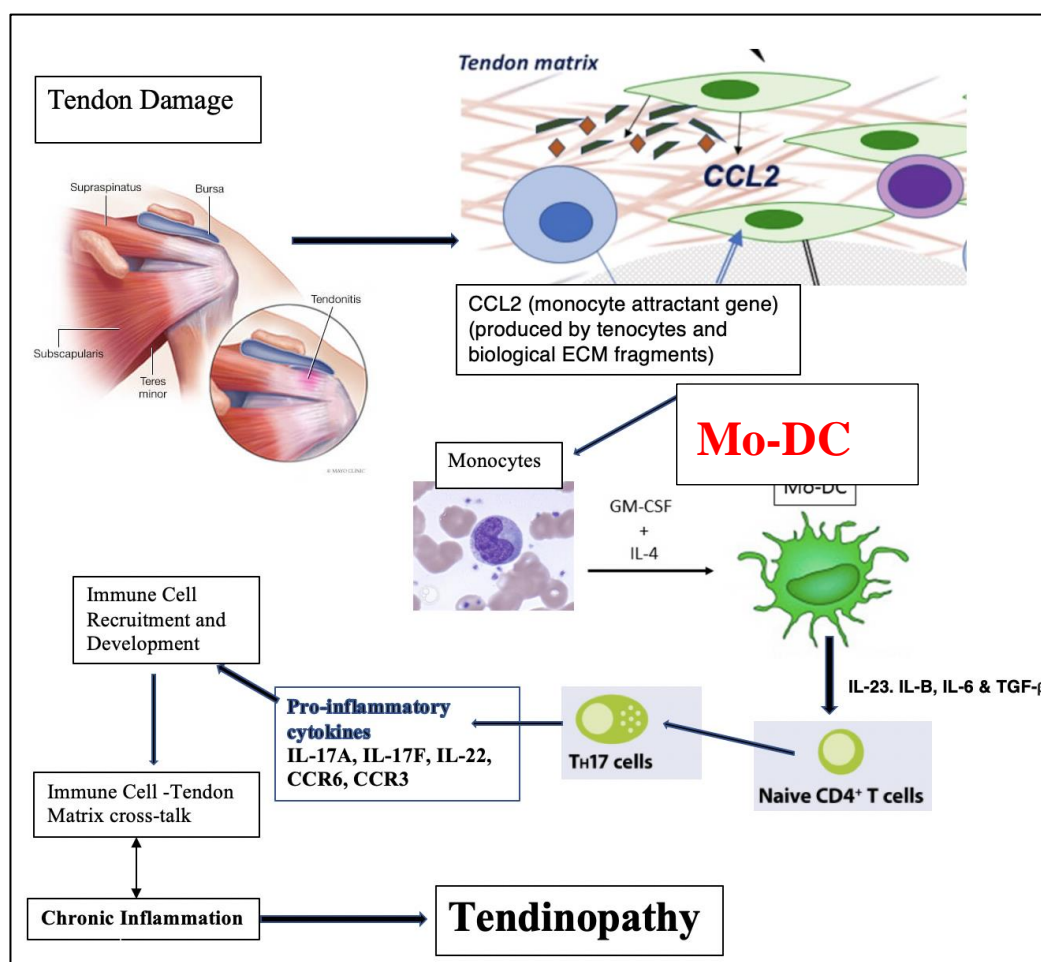 Tendon Damage
Tendon matrix
CCL2
Supraspinatus
Bursa
Tendonitis
Subscapularis
Teres
minor
© MAYO CLINIC
CCL2 (monocyte attractant gene)
(produced by tenocytes and
biological ECM fragments)
Mo-DC
Monocytes
Mo-DC
GM-CSF
+
IL-4
Immune Cell
Recruitment and
Development
IL-23. IL-B, IL-6 & TGF-β
Pro-inflammatory
cytokines
IL-17A, IL-17F, IL-22,
CCR6, CCR3
TH17 cells
Naive CD4+ T cells
Immune Cell -Tendon
Matrix cross-talk
Chronic Inflammation
Tendinopathy